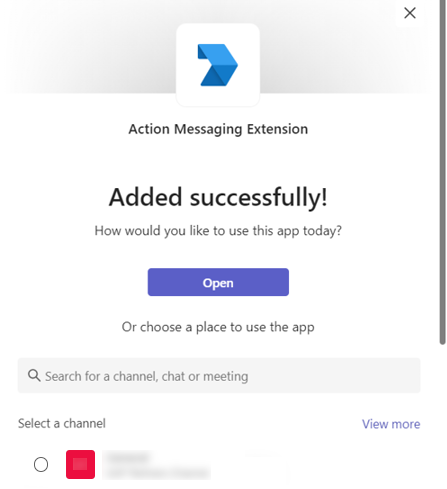 Action Messaging Extension
Added successfully!
How would you like to use this app today?
Open
Or choose a place to use the app
Search for a channel, chat or meeting
Select a channel
View more